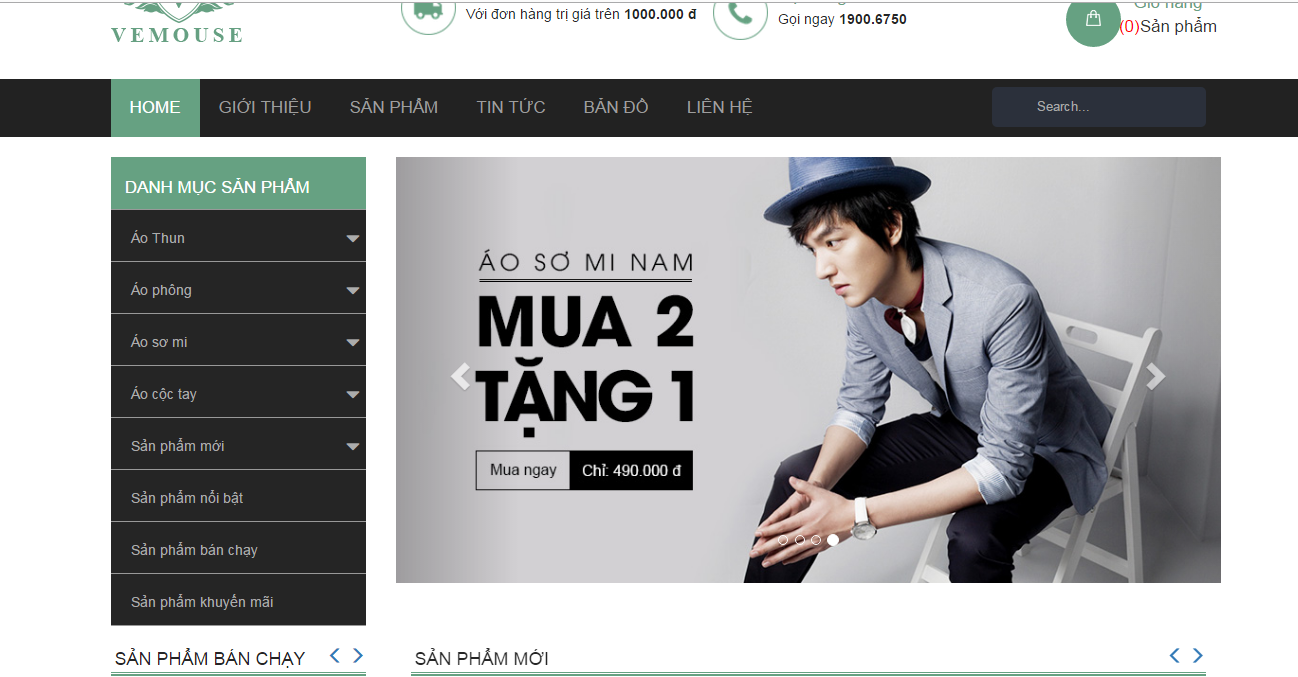 VEMOUSE
Với đơn hàng trị giá trên 1000.000 đ
Gọi ngay 1900.6750
Giỏ hàng
(0)Sản phẩm
HOME
GIỚI THIỆU
SẢN PHẨM
TIN TỨC
BẢN ĐỒ
LIÊN HỆ
Search...
DANH MỤC SẢN PHẨM
Áo Thun
Áo phông
Áo sơ mi
Áo cộc tay
Sản phẩm mới
Sản phẩm nổi bật
Sản phẩm bán chạy
Sản phẩm khuyến mãi
ÁO SƠ MI NAM
MUA 2
TẶNG 1
Mua ngay
Chỉ: 490.000 đ
SẢN PHẨM BÁN CHẠY
SẢN PHẨM MỚI